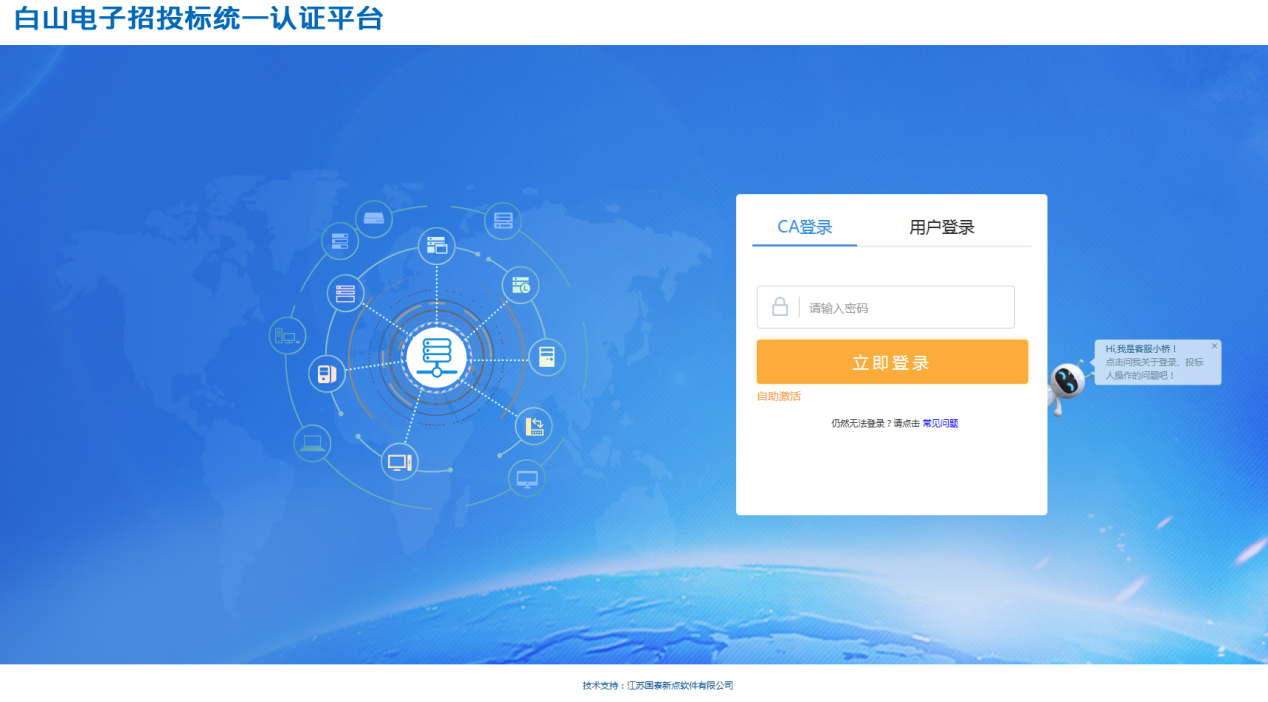 白山电子招投标统一认证平台
CA登录
用户登录
请输入密码
立即登录
自助激活
仍然无法登录？请点击 常见问题
Hi,我是客服小桥！
点击问我关于登录、投标
人操作的问题吧！
技术支持：江苏国泰新点软件有限公司